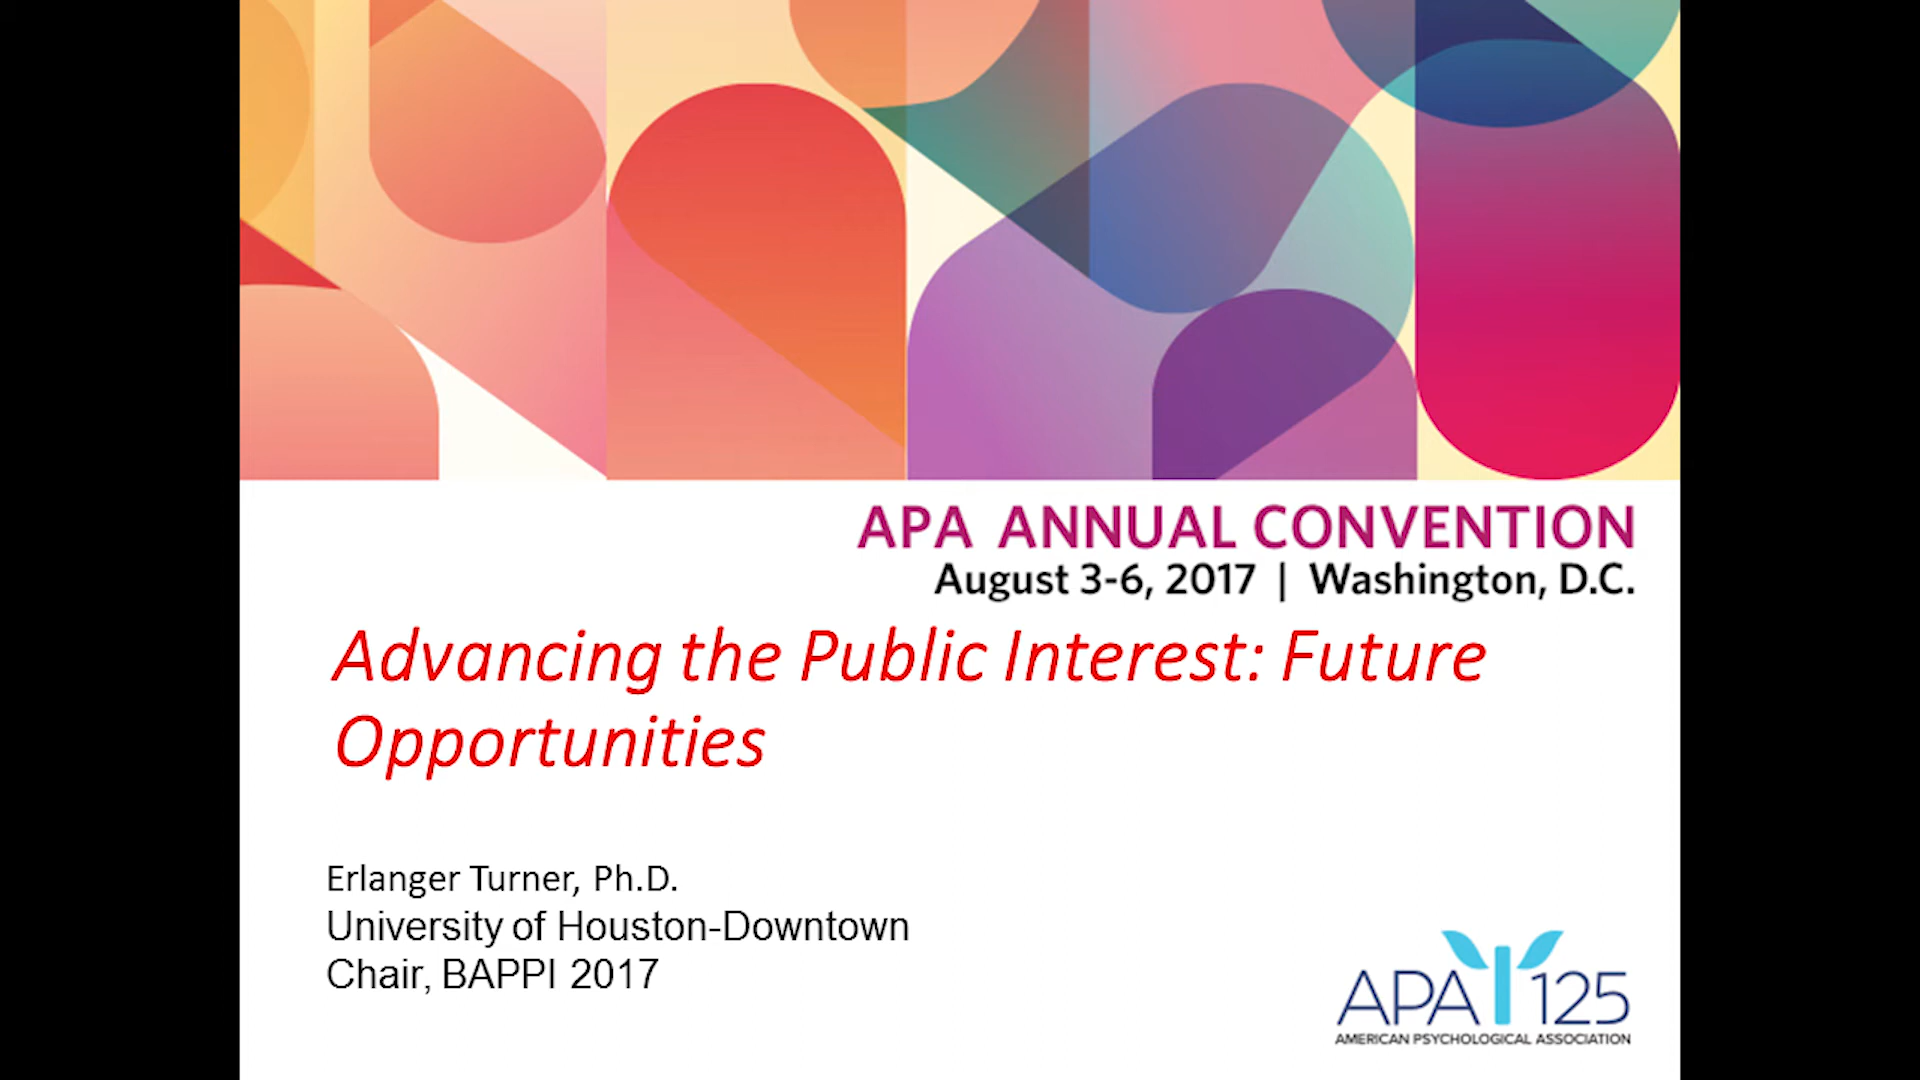 APA ANNUAL CONVENTION
August 3-6, 2017 | Washington, D.C.
Advancing the Public Interest: Future
Opportunities
Erlanger Turner, Ph.D.
University of Houston-Downtown
Chair, BAPPI 2017
APA 125
AMERICAN PSYCHOLOGICAL ASSOCIATION